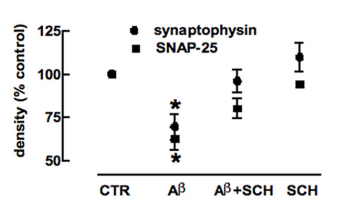 synaptophysin
SNAP-25
density (% control)
125
100
75
50
*
*
CTR Aβ Aβ+SCH SCH